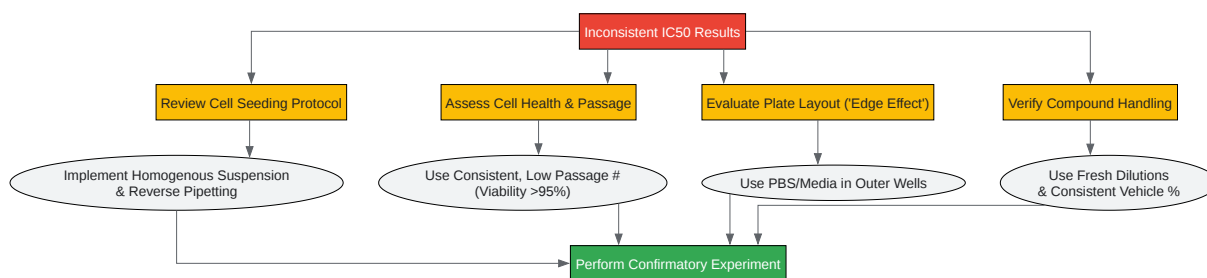 Inconsistent IC50 Results
Review Cell Seeding Protocol
Assess Cell Health & Passage
Evaluate Plate Layout ('Edge Effect')
Verify Compound Handling
Implement Homogenous Suspension
& Reverse Pipetting
Use Consistent, Low Passage #
(Viability >95%)
Use PBS/Media in Outer Wells
Use Fresh Dilutions
& Consistent Vehicle %
Perform Confirmatory Experiment